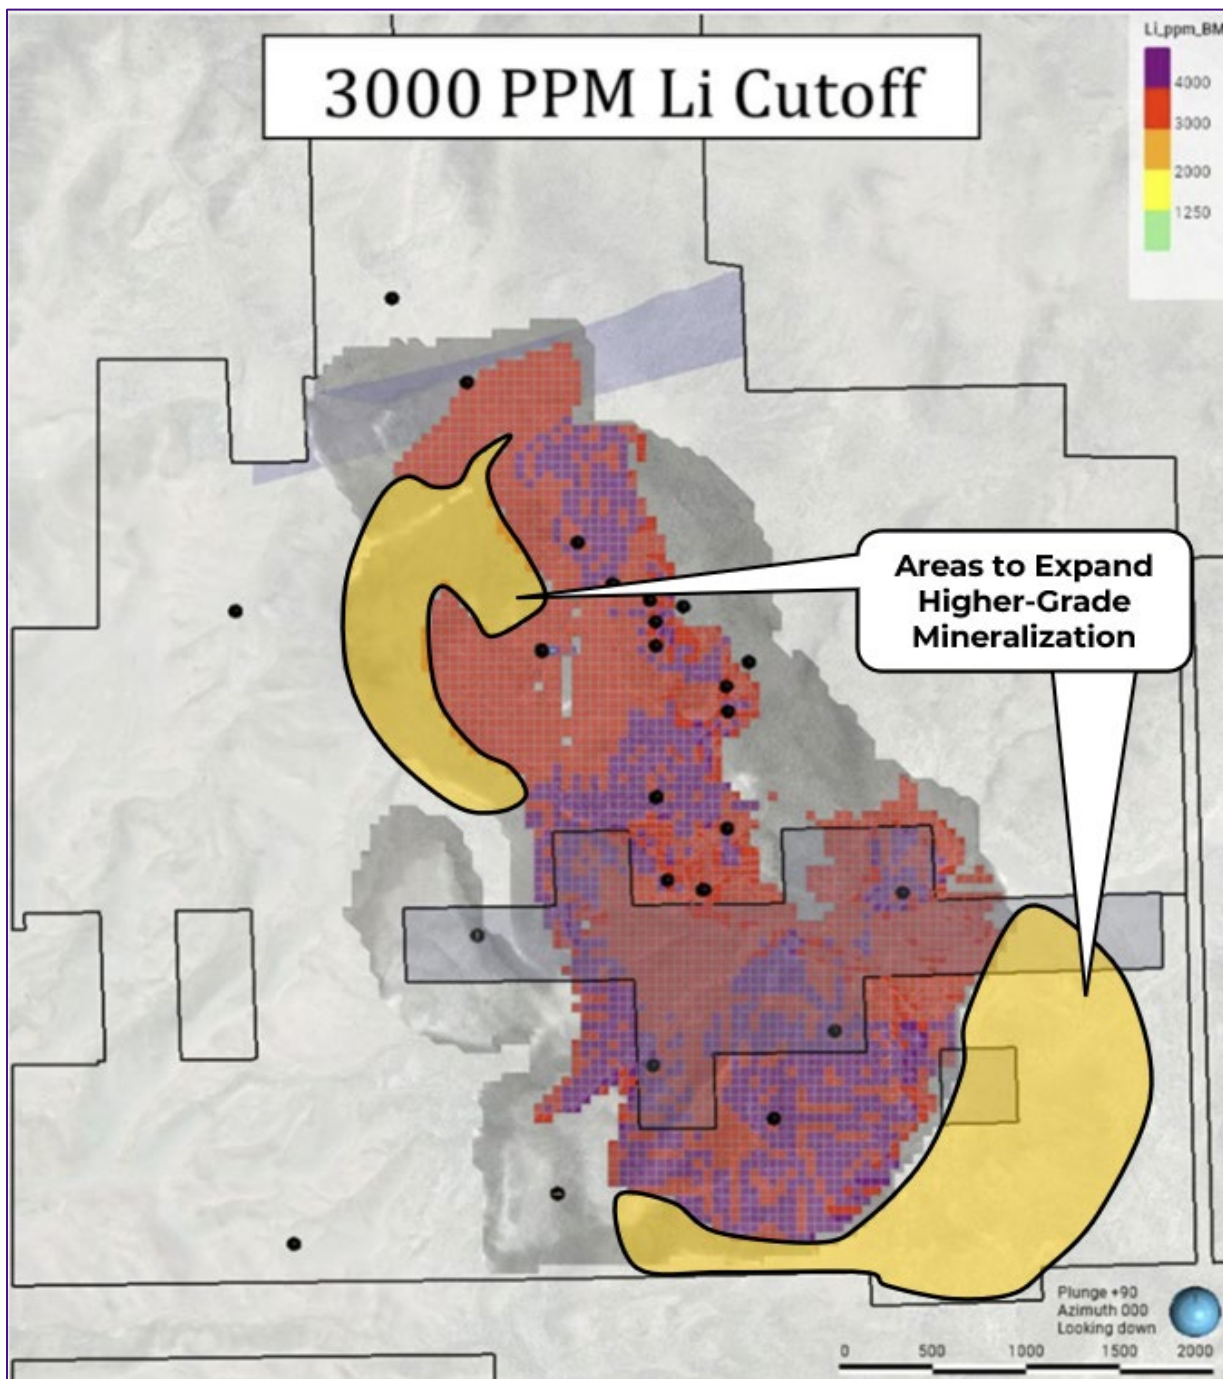 3000 PPM Li Cutoff
Li_ppm_BM
4000
3000
2000
1250
Areas to Expand
Higher-Grade
Mineralization
Plunge +90
Azimuth 000
Looking down
0 500 1000 1500 2000